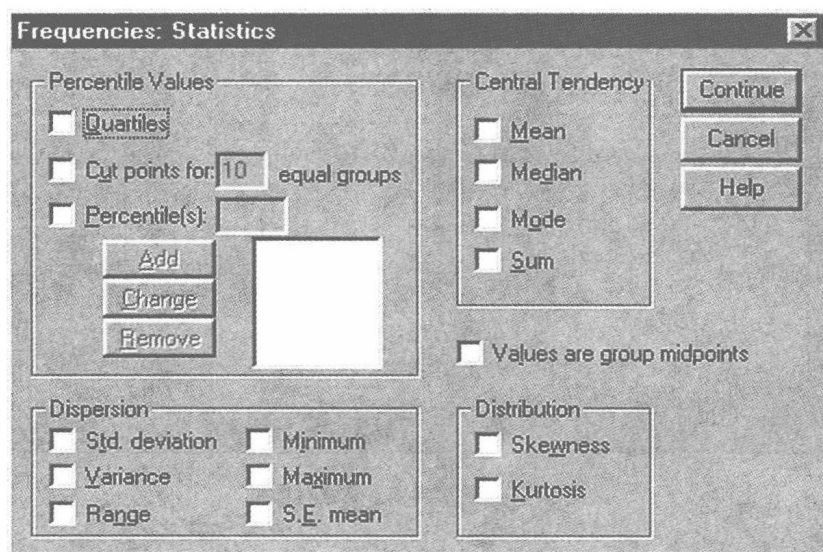 Frequencies: Statistics
Percentile Values
Quartiles
Cut points for: 10 equal groups
Percentile(s):
Add
Change
Remove
Central Tendency
Mean
Median
Mode
Sum
Continue
Cancel
Help
Values are group midpoints
Dispersion
Std. deviation
Variance
Range
Minimum
Maximum
S.E. mean
Distribution
Skewness
Kurtosis